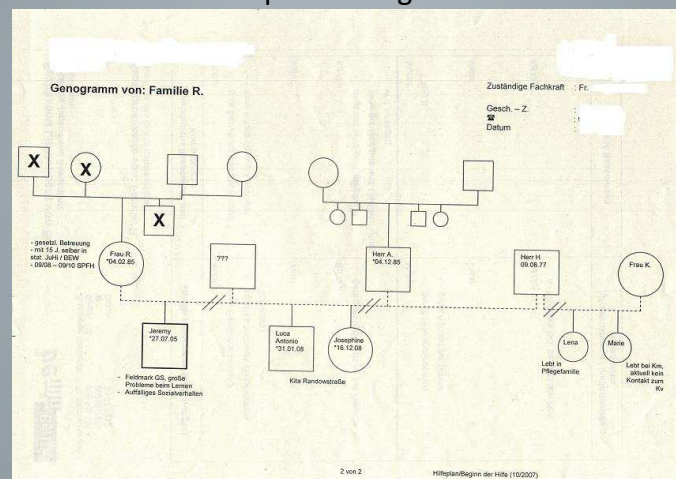 Genogramm von: Familie R.
Zuständige Fachkraft : Fr.
Gesch. – Z. :
☎ :
Datum :
X
X
X
- gesetzl. Betreuung
- mit 15 J. selber in
stat. JuHi / BEW
- 09/08 – 09/10 SPFH
Frau R.
*04.02.85
???
Herr A.
*04.12.85
Herr H.
09.08.77
Frau K.
Jeremy
*27.07.05
Luca
Antonio
*31.01.08
Josephine
*16.12.08
Lena
Marie
- Feldmark GS, große
Probleme beim Lernen
- Auffälliges Sozialverhalten
Kita Randowstraße
Lebt in
Pflegefamilie
Lebt bei Km,
aktuell kein
Kontakt zum
Kv
2 von 2
Hilfeplan/Beginn der Hilfe (10/2007)